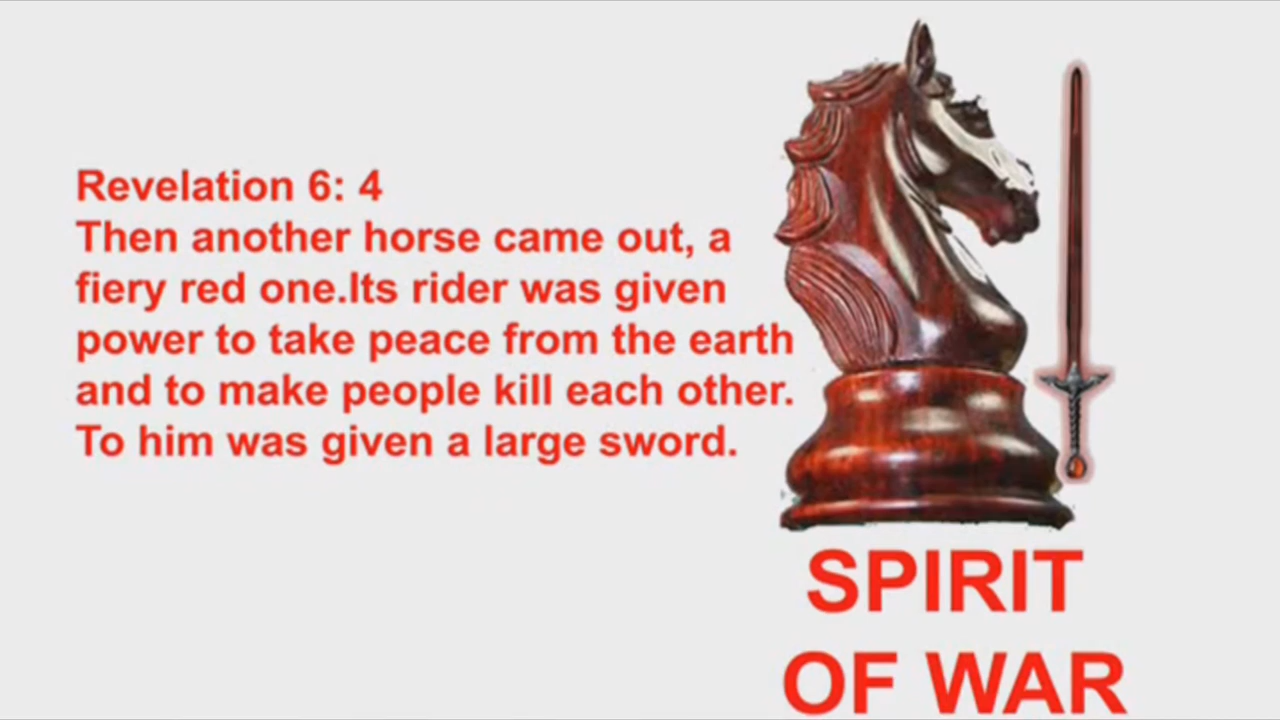 Revelation 6: 4
Then another horse came out, a
fiery red one.Its rider was given
power to take peace from the earth
and to make people kill each other.
To him was given a large sword.
SPIRIT
OF WAR